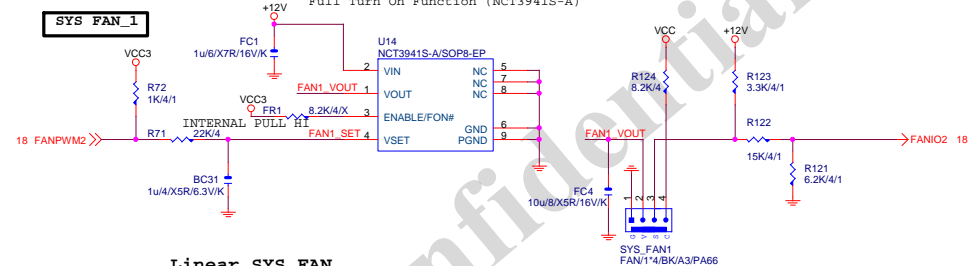 Full Turn On Function (NCT3941S-A)
SYS FAN_1
+12V
FC1
1u/6/X7R/16V/K
U14
NCT3941S-A/SOP8-EP
VCC
+12V
VCC3
R72
1K/4/1
2
VIN
NC
5
NC
7
FAN1_VOUT
1
VOUT
NC
8
R124
8.2K/4
R123
3.3K/4/1
VCC3
FR1
8.2K/4/X
3
ENABLE/FON#
INTERNAL PULL HI
GND
6
18 FANPWM2
R71
22K/4
FAN1_SET
4
VSET
PGND
9
FAN1_VOUT
R122
15K/4/1
FANIO2 18
BC31
1u/4/X5R/6.3V/K
FC4
10u/8/X5R/16V/K
R121
6.2K/4/1
1
2
3
4
G
V
S
C
SYS_FAN1
FAN/1*4/BK/A3/PA66
Linear SYS FAN
Confidential